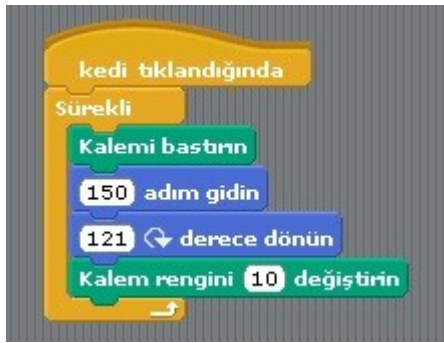 kedi tıklandığında
Sürekli
Kalemi bastırın
150 adım gidin
121 derece dönün
Kalem rengini 10 değiştirin